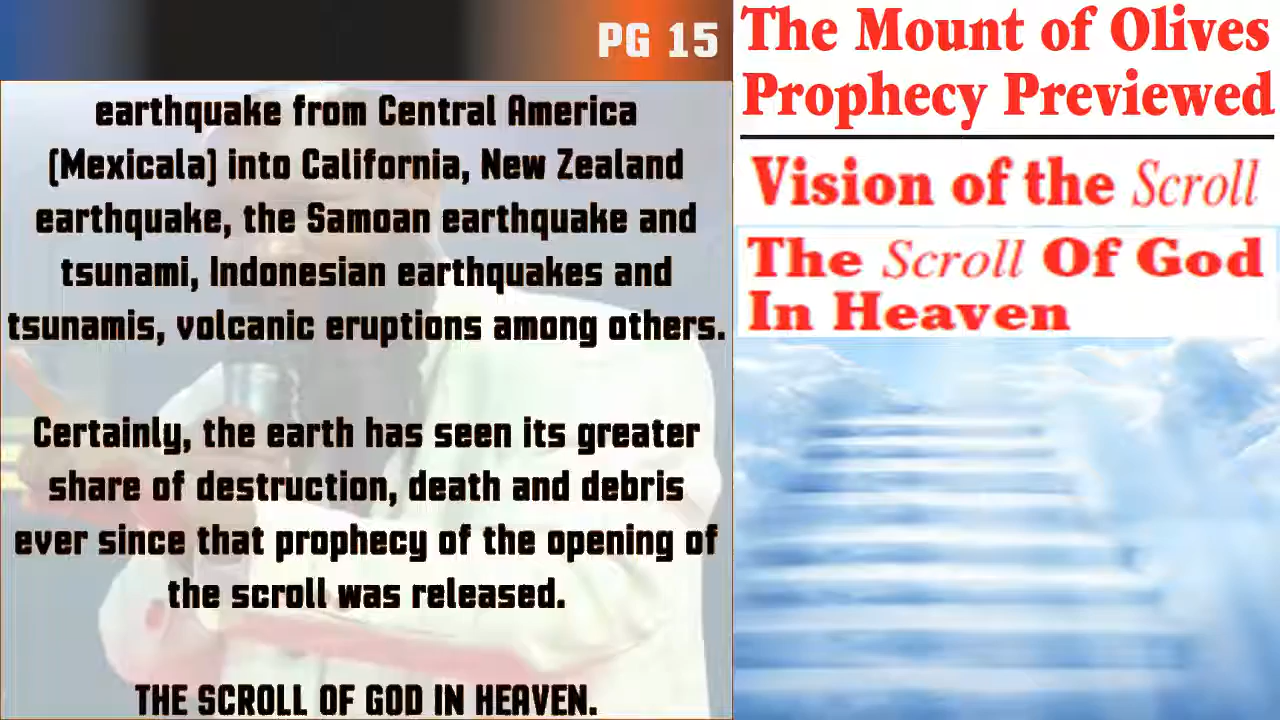 PG 15
earthquake from Central America
(Mexicala) into California, New Zealand
earthquake, the Samoan earthquake and
tsunami, Indonesian earthquakes and
tsunamis, volcanic eruptions among others.
Certainly, the earth has seen its greater
share of destruction, death and debris
ever since that prophecy of the opening of
the scroll was released.
THE SCROLL OF GOD IN HEAVEN.
The Mount of Olives
Prophecy Previewed
Vision of the Scroll
The Scroll Of God
In Heaven